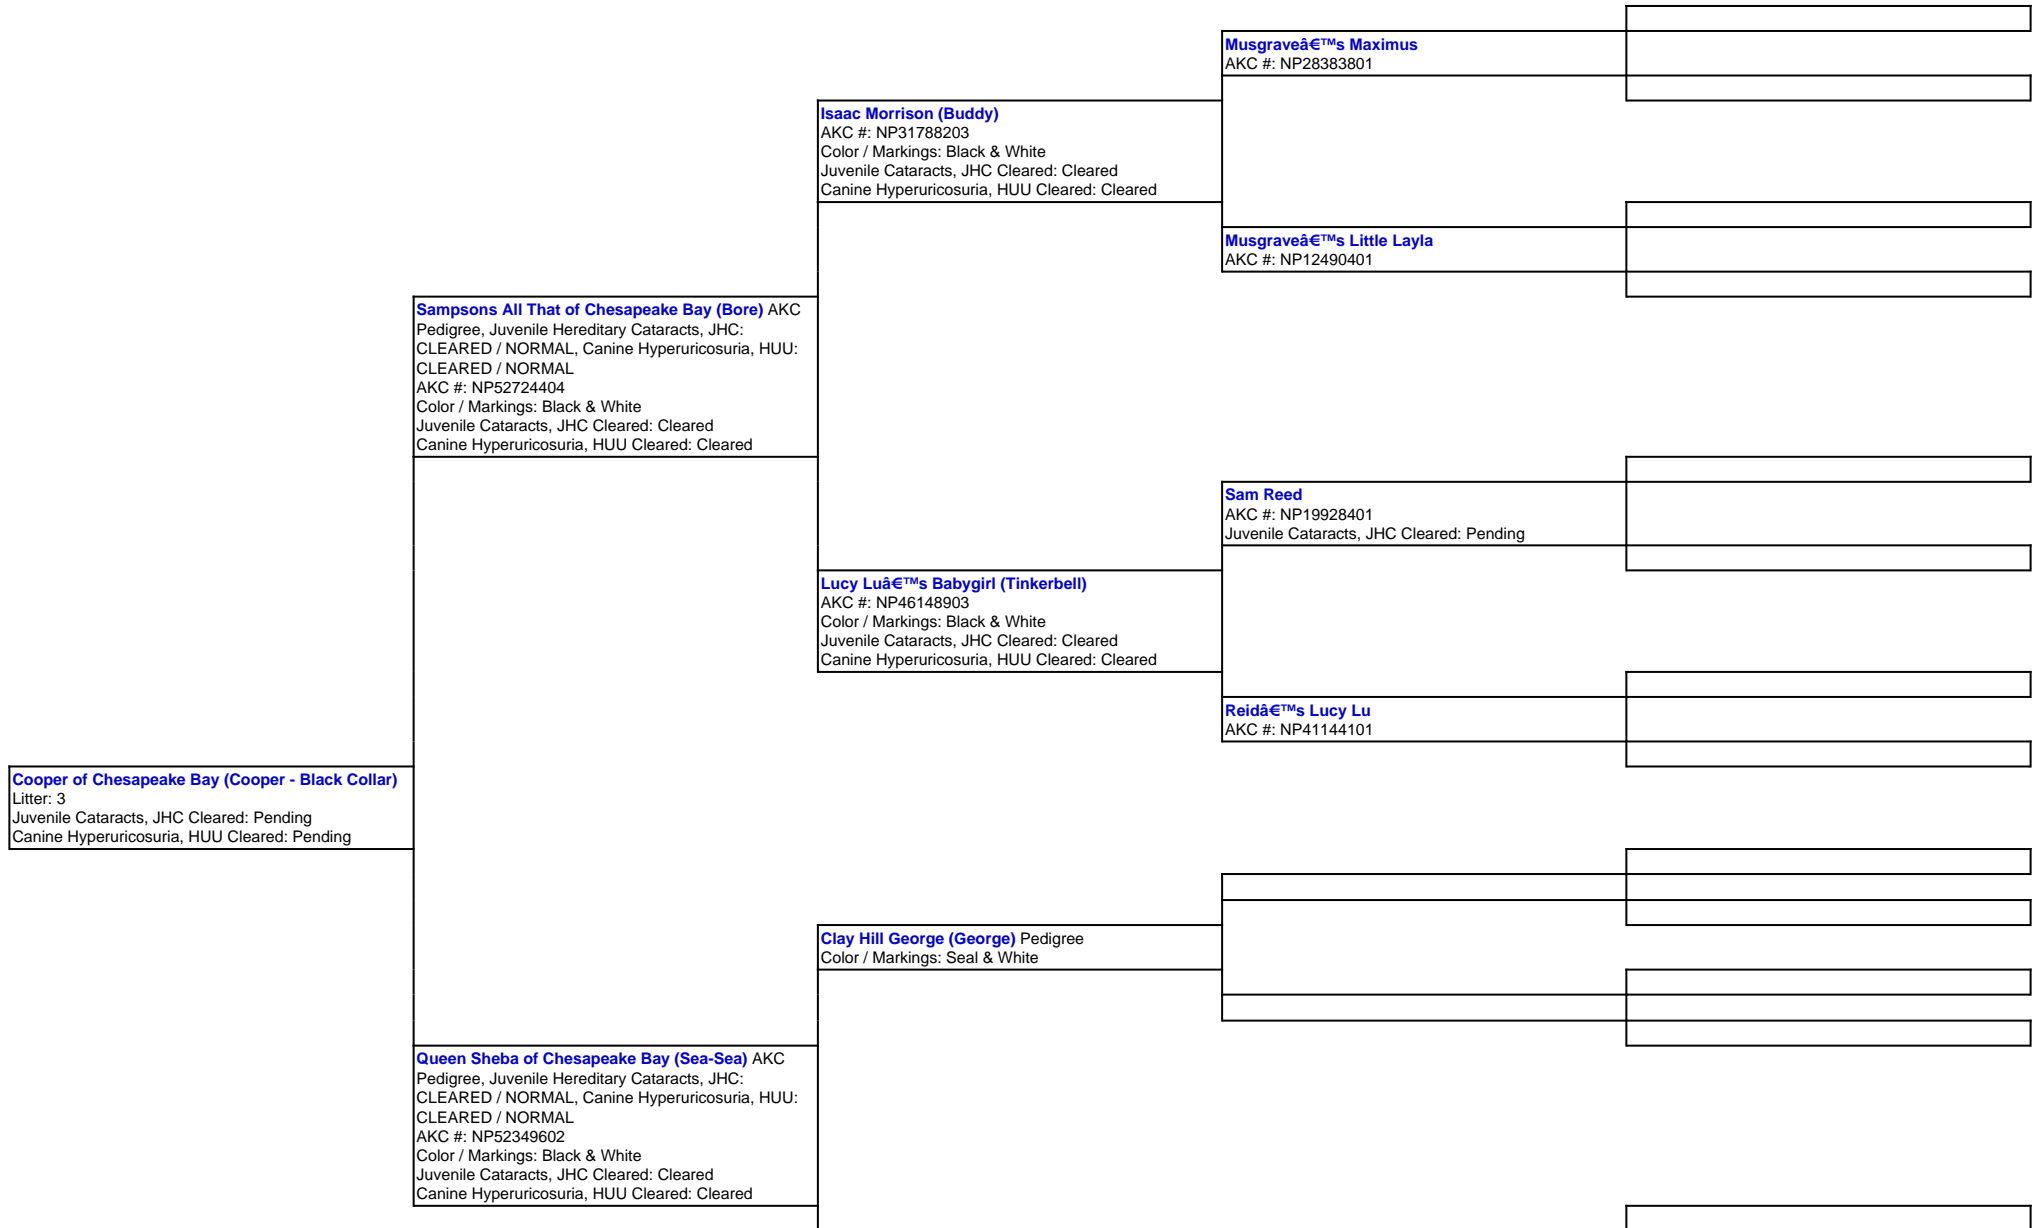 Musgraveâ€™s Maximus
AKC #: NP28383801
Isaac Morrison (Buddy)
AKC #: NP31788203
Color / Markings: Black & White
Juvenile Cataracts, JHC Cleared: Cleared
Canine Hyperuricosuria, HUU Cleared: Cleared
Musgraveâ€™s Little Layla
AKC #: NP12490401
Sampsons All That of Chesapeake Bay (Bore) AKC
Pedigree, Juvenile Hereditary Cataracts, JHC:
CLEARED / NORMAL, Canine Hyperuricosuria, HUU:
CLEARED / NORMAL
AKC #: NP52724404
Color / Markings: Black & White
Juvenile Cataracts, JHC Cleared: Cleared
Canine Hyperuricosuria, HUU Cleared: Cleared
Sam Reed
AKC #: NP19928401
Juvenile Cataracts, JHC Cleared: Pending
Lucy Luâ€™s Babygirl (Tinkerbell)
AKC #: NP46148903
Color / Markings: Black & White
Juvenile Cataracts, JHC Cleared: Cleared
Canine Hyperuricosuria, HUU Cleared: Cleared
Reidâ€™s Lucy Lu
AKC #: NP41144101
Cooper of Chesapeake Bay (Cooper - Black Collar)
Litter: 3
Juvenile Cataracts, JHC Cleared: Pending
Canine Hyperuricosuria, HUU Cleared: Pending
Clay Hill George (George) Pedigree
Color / Markings: Seal & White
Queen Sheba of Chesapeake Bay (Sea-Sea) AKC
Pedigree, Juvenile Hereditary Cataracts, JHC:
CLEARED / NORMAL, Canine Hyperuricosuria, HUU:
CLEARED / NORMAL
AKC #: NP52349602
Color / Markings: Black & White
Juvenile Cataracts, JHC Cleared: Cleared
Canine Hyperuricosuria, HUU Cleared: Cleared